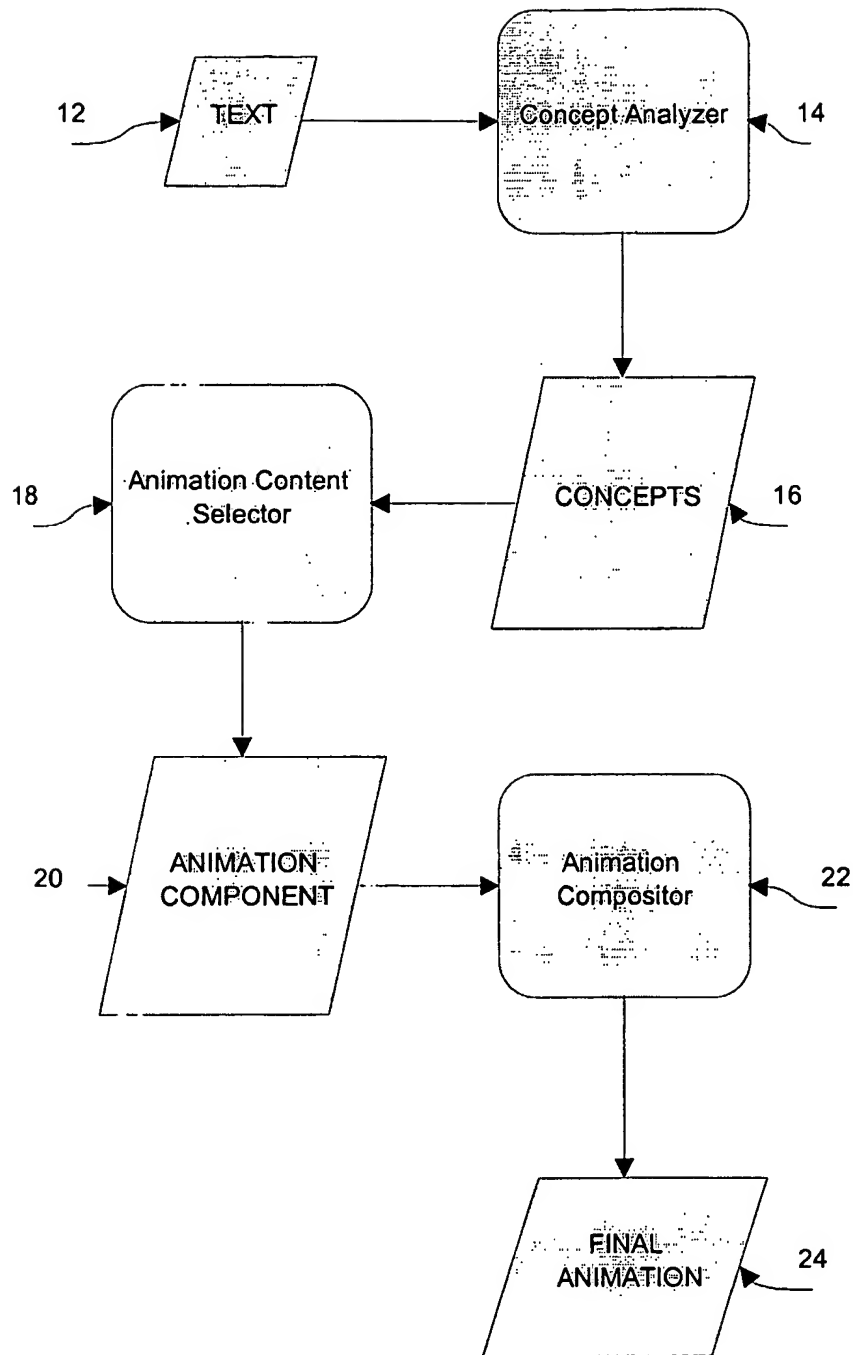 12
TEXT
Concept Analyzer
14
18
Animation Content
Selector
CONCEPTS
16
20
ANIMATION
COMPONENT
Animation
Compositor
22
FINAL
ANIMATION
24